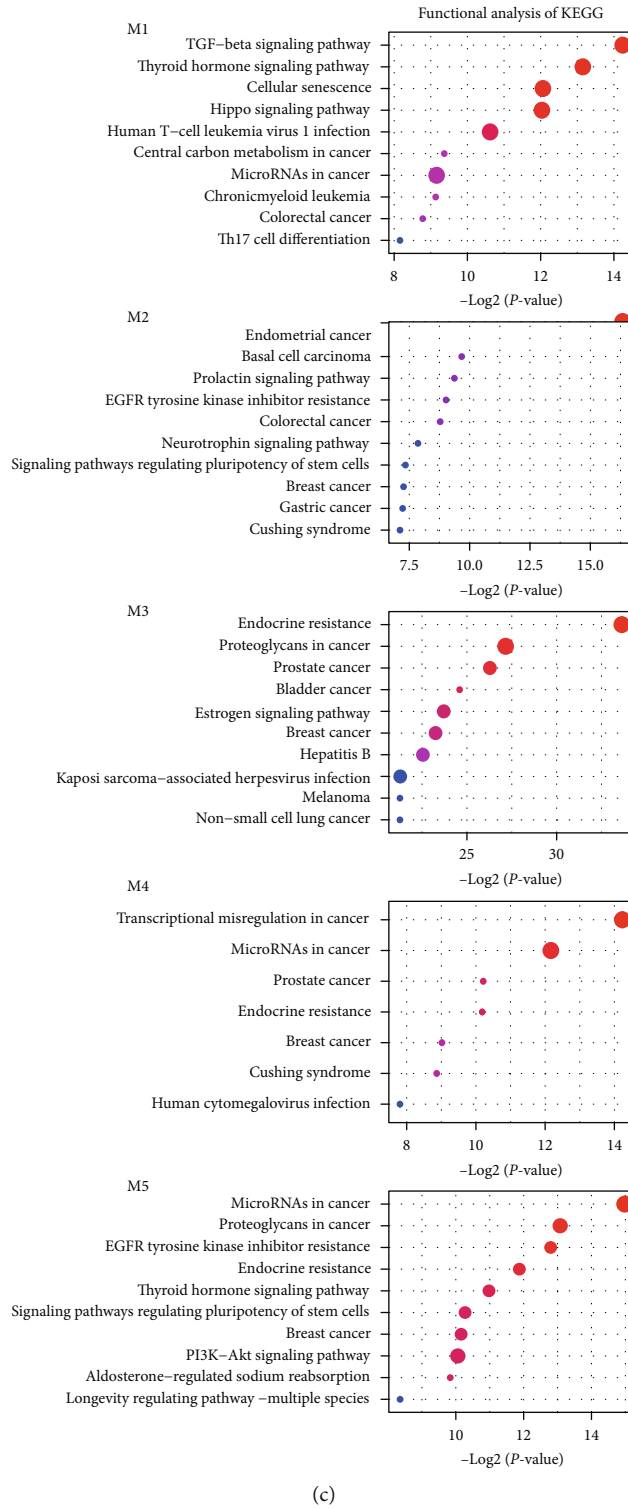 Functional analysis of KEGG
M1
TGF−beta signaling pathway
Thyroid hormone signaling pathway
Cellular senescence
Hippo signaling pathway
Human T−cell leukemia virus 1 infection
Central carbon metabolism in cancer
MicroRNAs in cancer
Chronicmyeloid leukemia
Colorectal cancer
Th17 cell differentiation
8 10 12 14
−Log2 (P-value)
M2
Endometrial cancer
Basal cell carcinoma
Prolactin signaling pathway
EGFR tyrosine kinase inhibitor resistance
Colorectal cancer
Neurotrophin signaling pathway
Signaling pathways regulating pluripotency of stem cells
Breast cancer
Gastric cancer
Cushing syndrome
7.5 10.0 12.5 15.0
−Log2 (P-value)
M3
Endocrine resistance
Proteoglycans in cancer
Prostate cancer
Bladder cancer
Estrogen signaling pathway
Breast cancer
Hepatitis B
Kaposi sarcoma−associated herpesvirus infection
Melanoma
Non−small cell lung cancer
25 30
−Log2 (P-value)
M4
Transcriptional misregulation in cancer
MicroRNAs in cancer
Prostate cancer
Endocrine resistance
Breast cancer
Cushing syndrome
Human cytomegalovirus infection
8 10 12 14
−Log2 (P-value)
M5
MicroRNAs in cancer
Proteoglycans in cancer
EGFR tyrosine kinase inhibitor resistance
Endocrine resistance
Thyroid hormone signaling pathway
Signaling pathways regulating pluripotency of stem cells
Breast cancer
PI3K−Akt signaling pathway
Aldosterone−regulated sodium reabsorption
Longevity regulating pathway −multiple species
10 12 14
−Log2 (P-value)
(c)